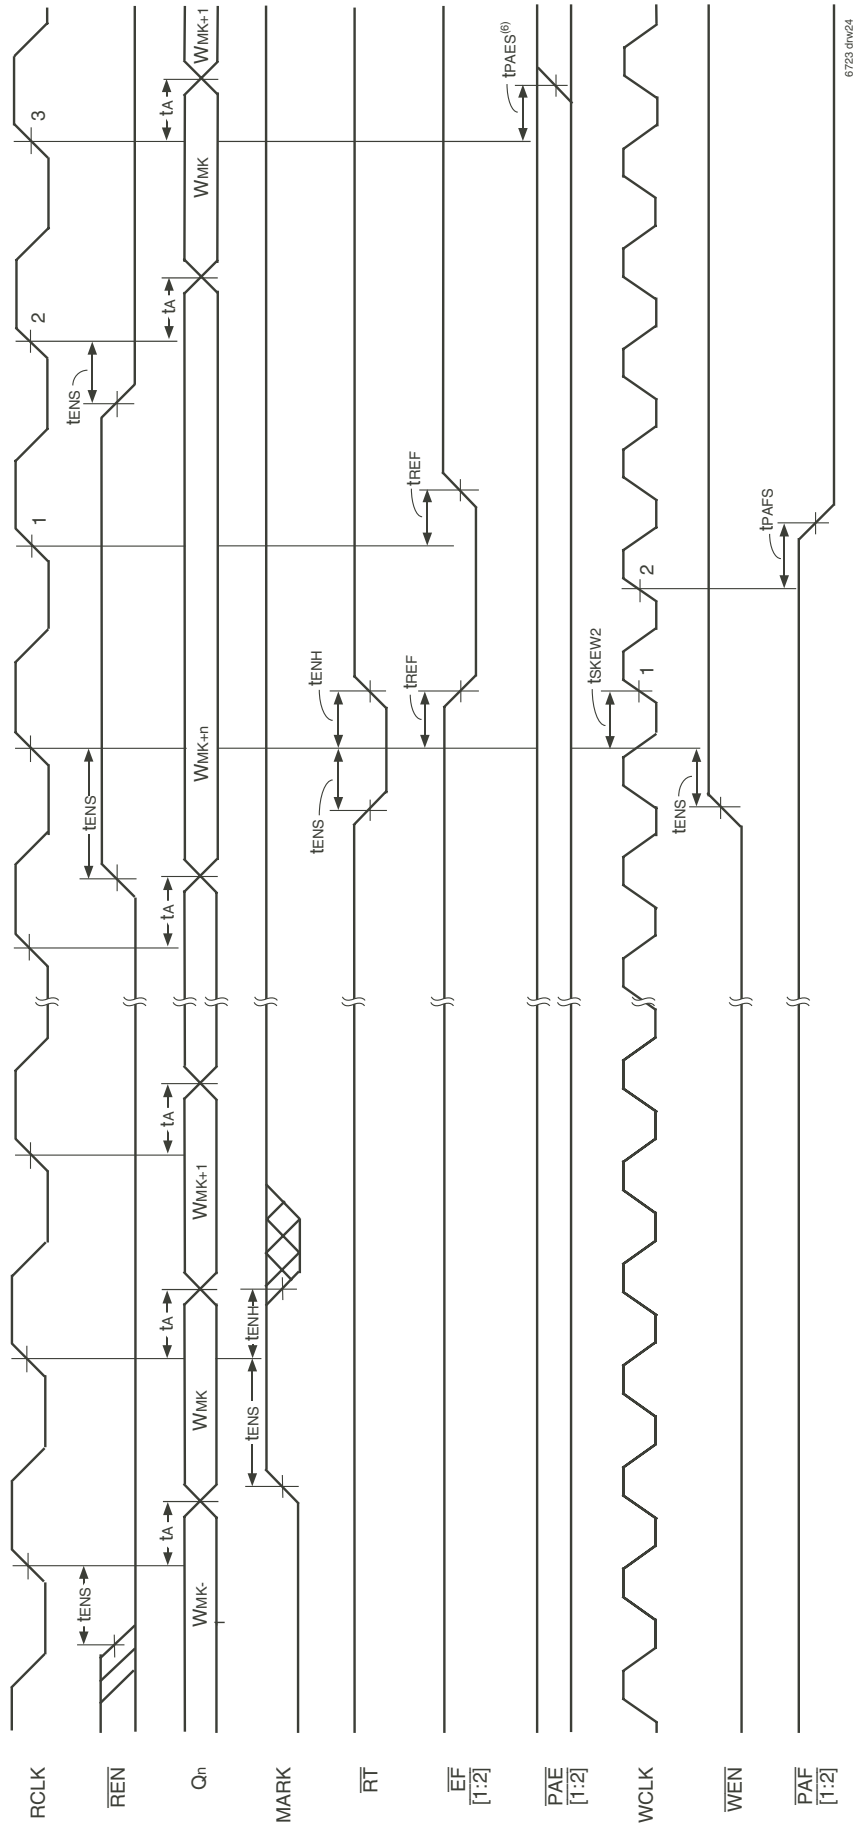 RCLK
1
2
3
REN
tENS
tENS
tENS
Qn
WMK-
tA
WMK
tA
WMK+1
tA
tA
WMK+n
tA
WMK
tA
WMK+1
MARK
tENS
tENH
RT
tENS
tENH
EF
[1:2]
tREF
tREF
PAE
[1:2]
tPAES(6)
WCLK
tSKEW2
1
2
WEN
tENS
PAF
[1:2]
tPAFS
6723 drw24